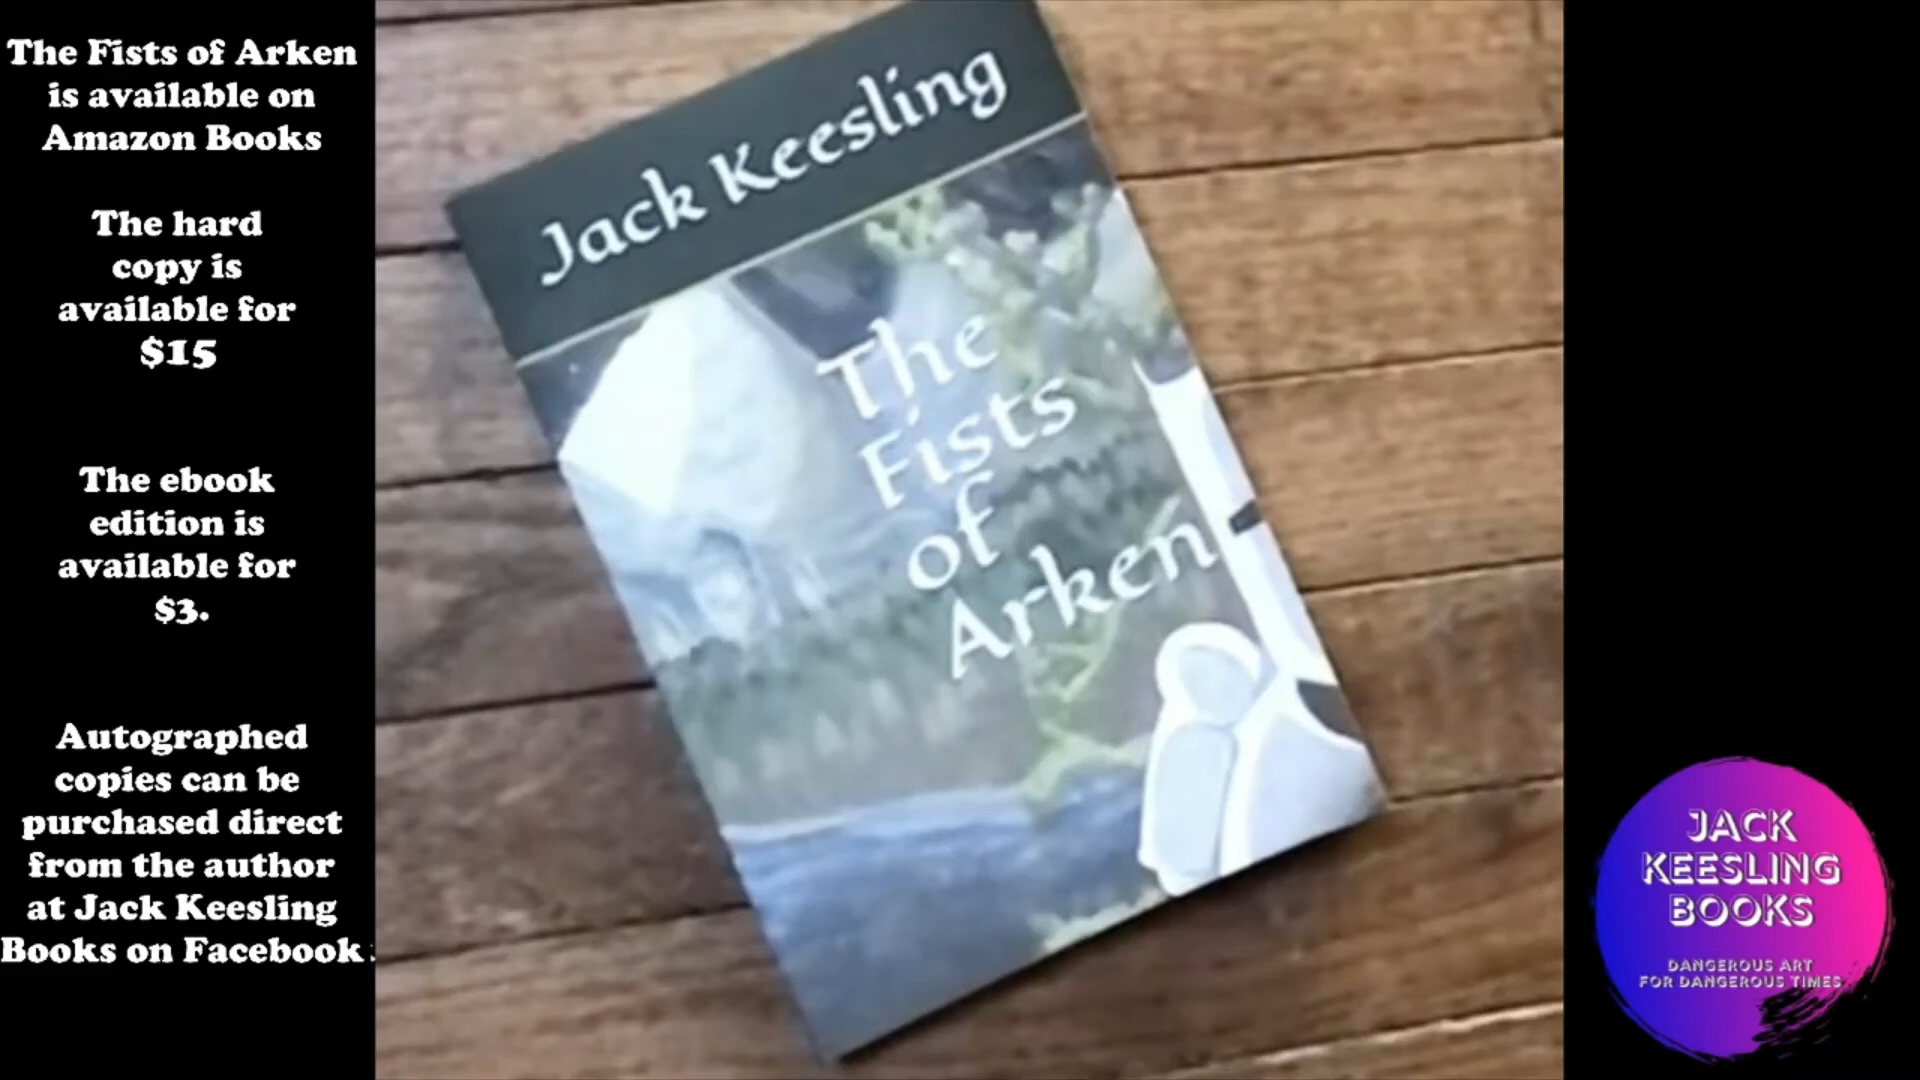 The Fists of Arken
is available on
Amazon Books
The hard
copy is
available for
$15
The ebook
edition is
available for
$3.
Autographed
copies can be
purchased direct
from the author
at Jack Keesling
Books on Facebook.
Jack Keesling
The
Fists
of
Arken
JACK
KEESLING
BOOKS
DANGEROUS ART
FOR DANGEROUS TIMES